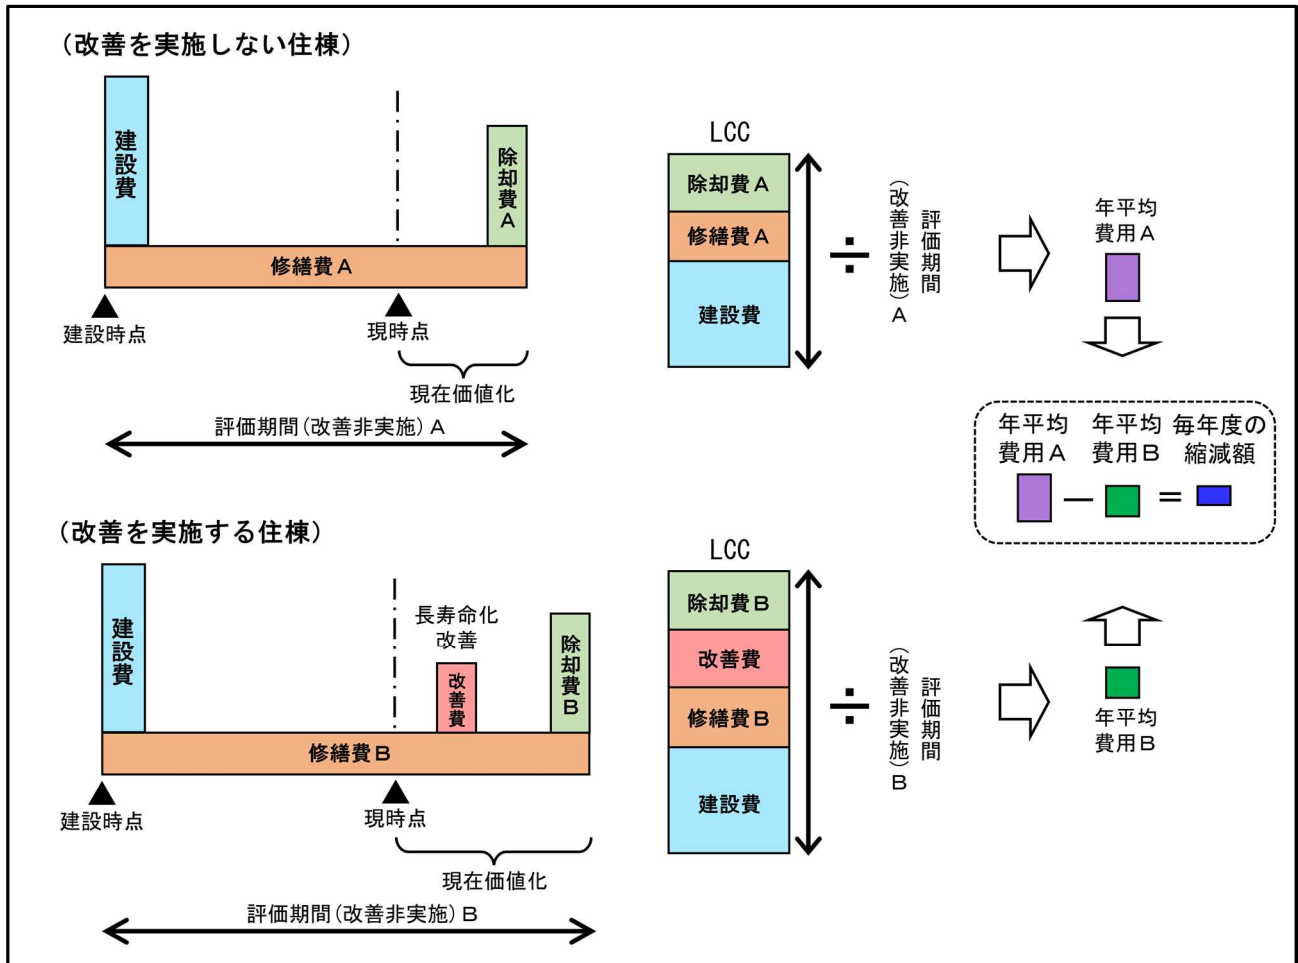 （改善を実施しない住棟）
建設費
除却費A
修繕費A
建設時点
現時点
現在価値化
評価期間（改善非実施）A
LCC
除却費A
修繕費A
建設費
÷
評価期間
（改善非実施）A
年平均
費用A
年平均
費用A
年平均
費用B
毎年度の
縮減額
－
＝
（改善を実施する住棟）
建設費
長寿命化
改善
改善費
除却費B
修繕費B
建設時点
現時点
現在価値化
評価期間（改善非実施）B
LCC
除却費B
改善費
修繕費B
建設費
÷
評価期間
（改善非実施）B
年平均
費用B